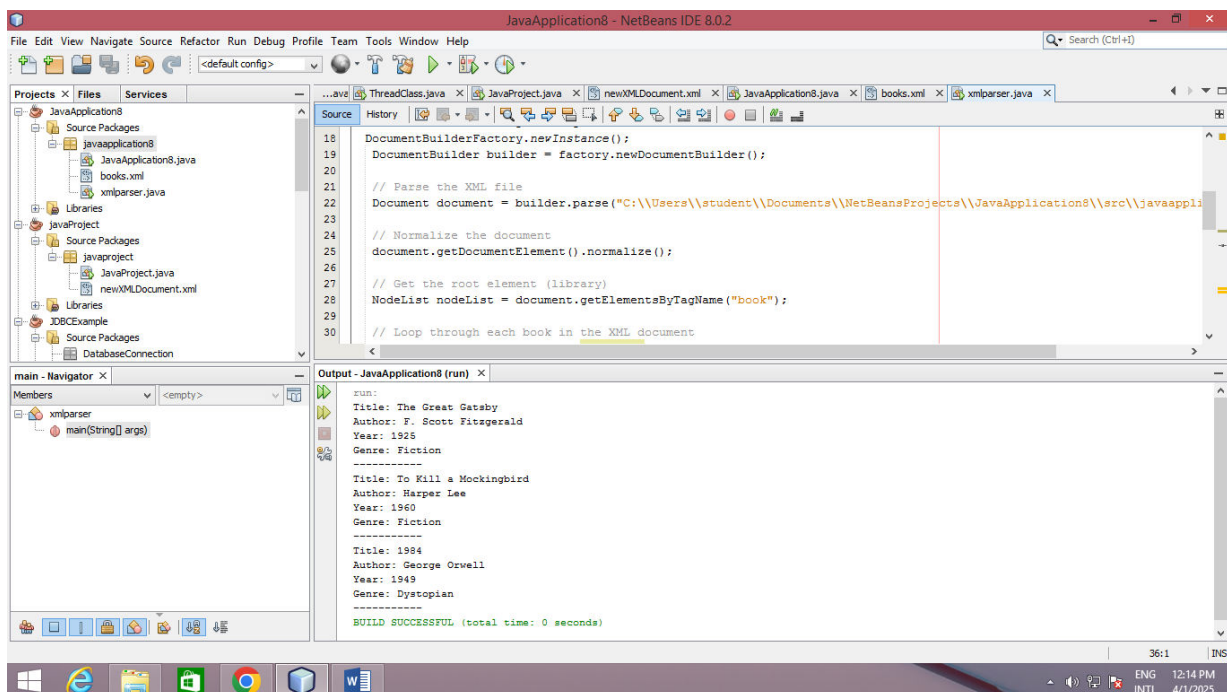 JavaApplication8 - NetBeans IDE 8.0.2
File Edit View Navigate Source Refactor Run Debug Profile Team Tools Window Help
Search (Ctrl+I)
<default config>
Projects Files Services
JavaApplication8
Source Packages
javaapplication8
JavaApplication8.java
books.xml
xmlparser.java
Libraries
javaProject
Source Packages
javaproject
JavaProject.java
newXMLDocument.xml
Libraries
JDBCExample
Source Packages
DatabaseConnection
main - Navigator
Members <empty>
xmlparser
main(String[] args)
...ava ThreadClass.java JavaProject.java newXMLDocument.xml JavaApplication8.java books.xml xmlparser.java
Source History
18 DocumentBuilderFactory.newInstance();
19 DocumentBuilder builder = factory.newDocumentBuilder();
20
21 // Parse the XML file
22 Document document = builder.parse("C:\\Users\\student\\Documents\\NetBeansProjects\\JavaApplication8\\src\\javaappli
23
24 // Normalize the document
25 document.getDocumentElement().normalize();
26
27 // Get the root element (library)
28 NodeList nodeList = document.getElementsByTagName("book");
29
30 // Loop through each book in the XML document
Output - JavaApplication8 (run)
run:
Title: The Great Gatsby
Author: F. Scott Fitzgerald
Year: 1925
Genre: Fiction
-----------
Title: To Kill a Mockingbird
Author: Harper Lee
Year: 1960
Genre: Fiction
-----------
Title: 1984
Author: George Orwell
Year: 1949
Genre: Dystopian
-----------
BUILD SUCCESSFUL (total time: 0 seconds)
36:1 INS
ENG 12:14 PM
INTL 4/1/2025